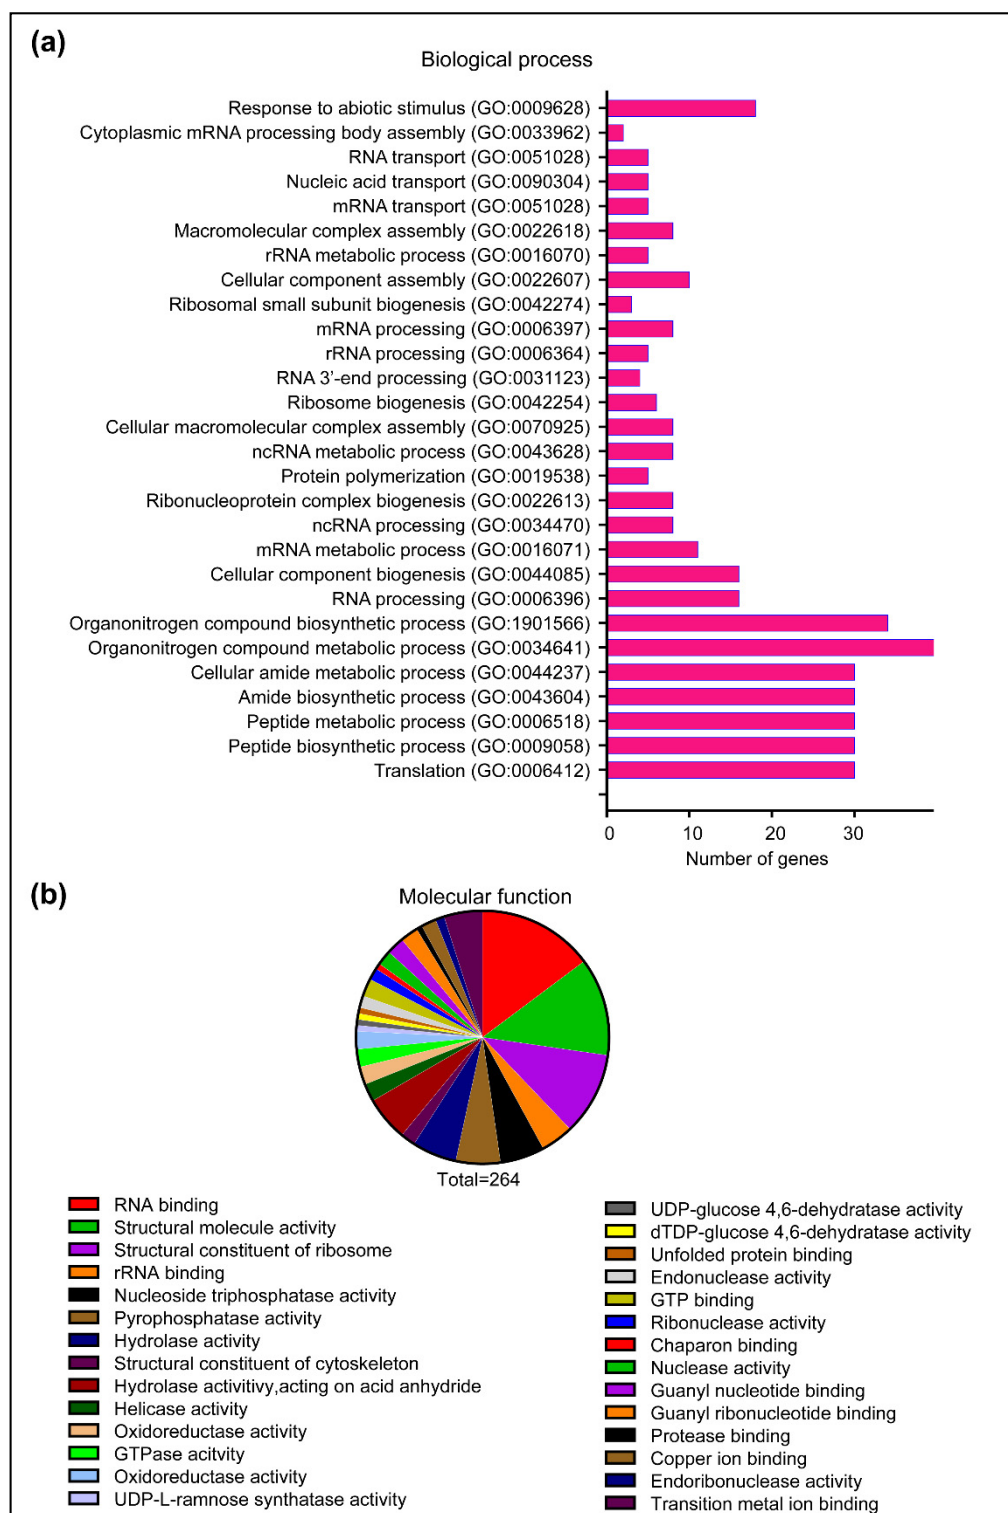 (a)
Biological process
Response to abiotic stimulus (GO:0009628)
Cytoplasmic mRNA processing body assembly (GO:0033962)
RNA transport (GO:0051028)
Nucleic acid transport (GO:0090304)
mRNA transport (GO:0051028)
Macromolecular complex assembly (GO:0022618)
rRNA metabolic process (GO:0016070)
Cellular component assembly (GO:0022607)
Ribosomal small subunit biogenesis (GO:0042274)
mRNA processing (GO:0006397)
rRNA processing (GO:0006364)
RNA 3'-end processing (GO:0031123)
Ribosome biogenesis (GO:0042254)
Cellular macromolecular complex assembly (GO:0070925)
ncRNA metabolic process (GO:0043628)
Protein polymerization (GO:0019538)
Ribonucleoprotein complex biogenesis (GO:0022613)
ncRNA processing (GO:0034470)
mRNA metabolic process (GO:0016071)
Cellular component biogenesis (GO:0044085)
RNA processing (GO:0006396)
Organonitrogen compound biosynthetic process (GO:1901566)
Organonitrogen compound metabolic process (GO:0034641)
Cellular amide metabolic process (GO:0044237)
Amide biosynthetic process (GO:0043604)
Peptide metabolic process (GO:0006518)
Peptide biosynthetic process (GO:0009058)
Translation (GO:0006412)
0 10 20 30
Number of genes
(b)
Molecular function
Total=264
RNA binding
Structural molecule activity
Structural constituent of ribosome
rRNA binding
Nucleoside triphosphatase activity
Pyrophosphatase activity
Hydrolase activity
Structural constituent of cytoskeleton
Hydrolase activitivy,acting on acid anhydride
Helicase activity
Oxidoreductase activity
GTPase acitvity
Oxidoreductase activity
UDP-L-ramnose synthatase activity
UDP-glucose 4,6-dehydratase activity
dTDP-glucose 4,6-dehydratase activity
Unfolded protein binding
Endonuclease activity
GTP binding
Ribonuclease activity
Chaparon binding
Nuclease activity
Guanyl nucleotide binding
Guanyl ribonucleotide binding
Protease binding
Copper ion binding
Endoribonuclease activity
Transition metal ion binding